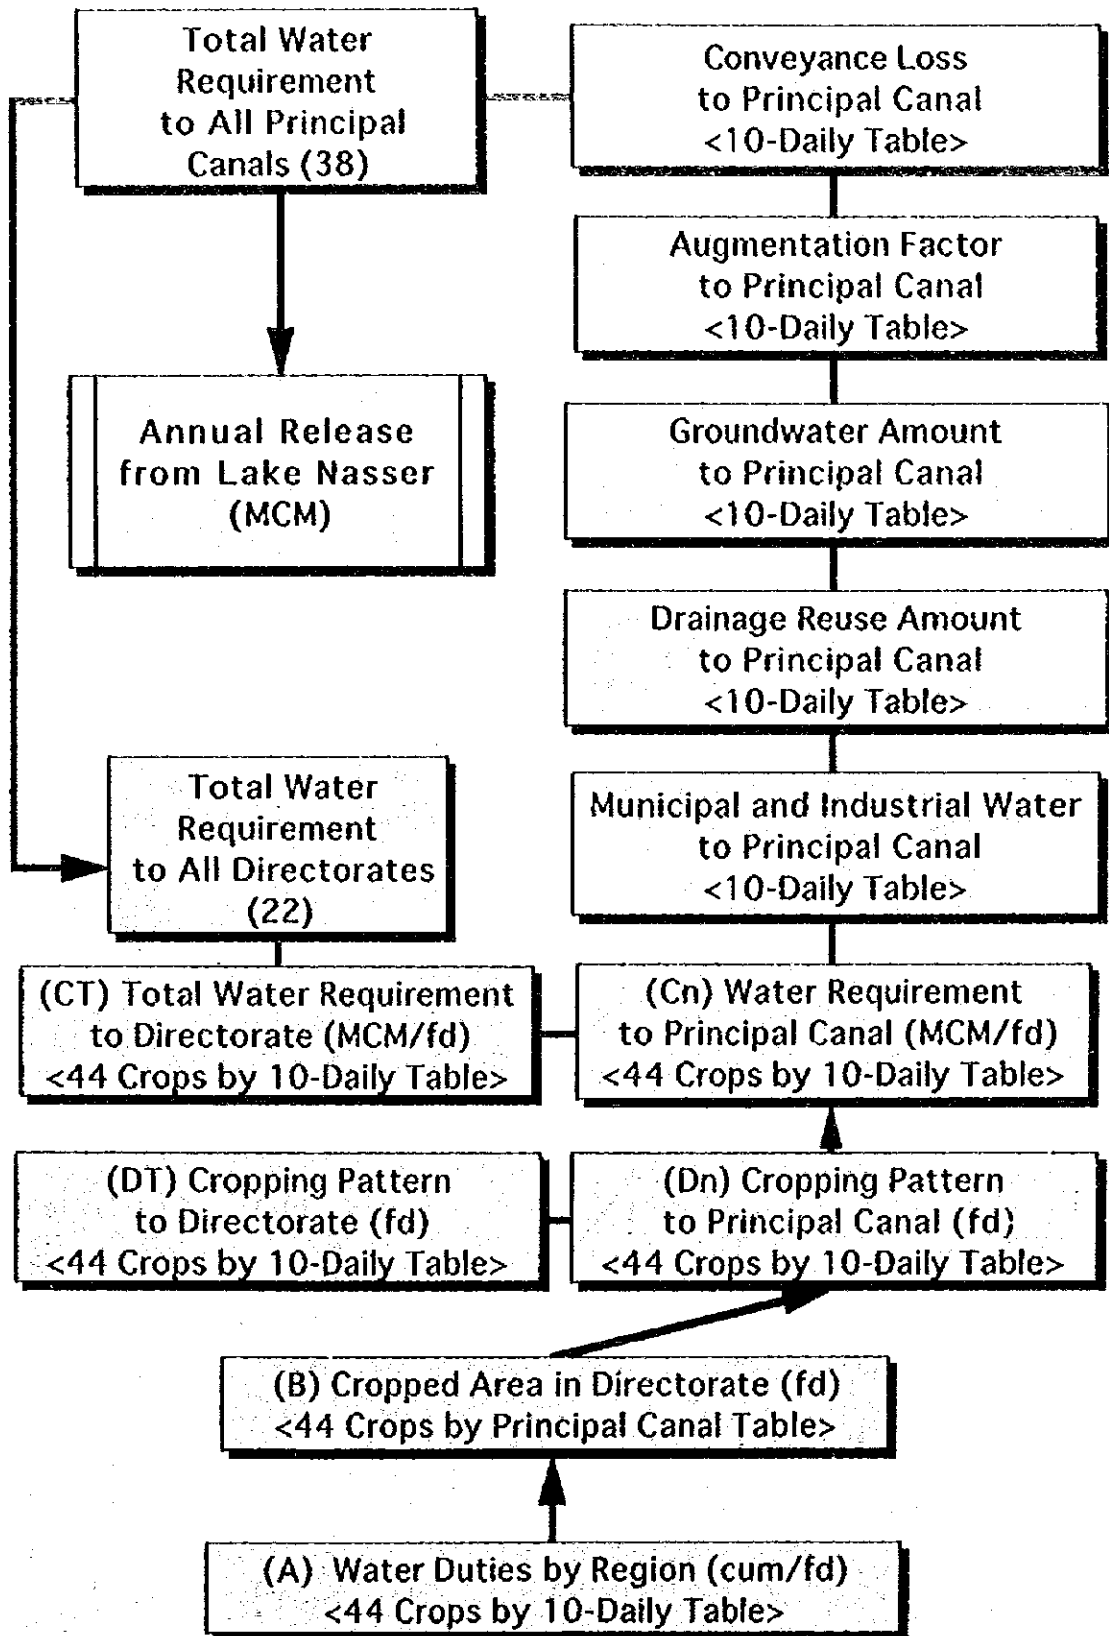 Total Water
Requirement
to All Principal
Canals (38)
Conveyance Loss
to Principal Canal
<10-Daily Table>
Augmentation Factor
to Principal Canal
<10-Daily Table>
Annual Release
from Lake Nasser
(MCM)
Groundwater Amount
to Principal Canal
<10-Daily Table>
Drainage Reuse Amount
to Principal Canal
<10-Daily Table>
Total Water
Requirement
to All Directorates
(22)
Municipal and Industrial Water
to Principal Canal
<10-Daily Table>
(CT) Total Water Requirement
to Directorate (MCM/fd)
<44 Crops by 10-Daily Table>
(Cn) Water Requirement
to Principal Canal (MCM/fd)
<44 Crops by 10-Daily Table>
(DT) Cropping Pattern
to Directorate (fd)
<44 Crops by 10-Daily Table>
(Dn) Cropping Pattern
to Principal Canal (fd)
<44 Crops by 10-Daily Table>
(B) Cropped Area in Directorate (fd)
<44 Crops by Principal Canal Table>
(A) Water Duties by Region (cum/fd)
<44 Crops by 10-Daily Table>